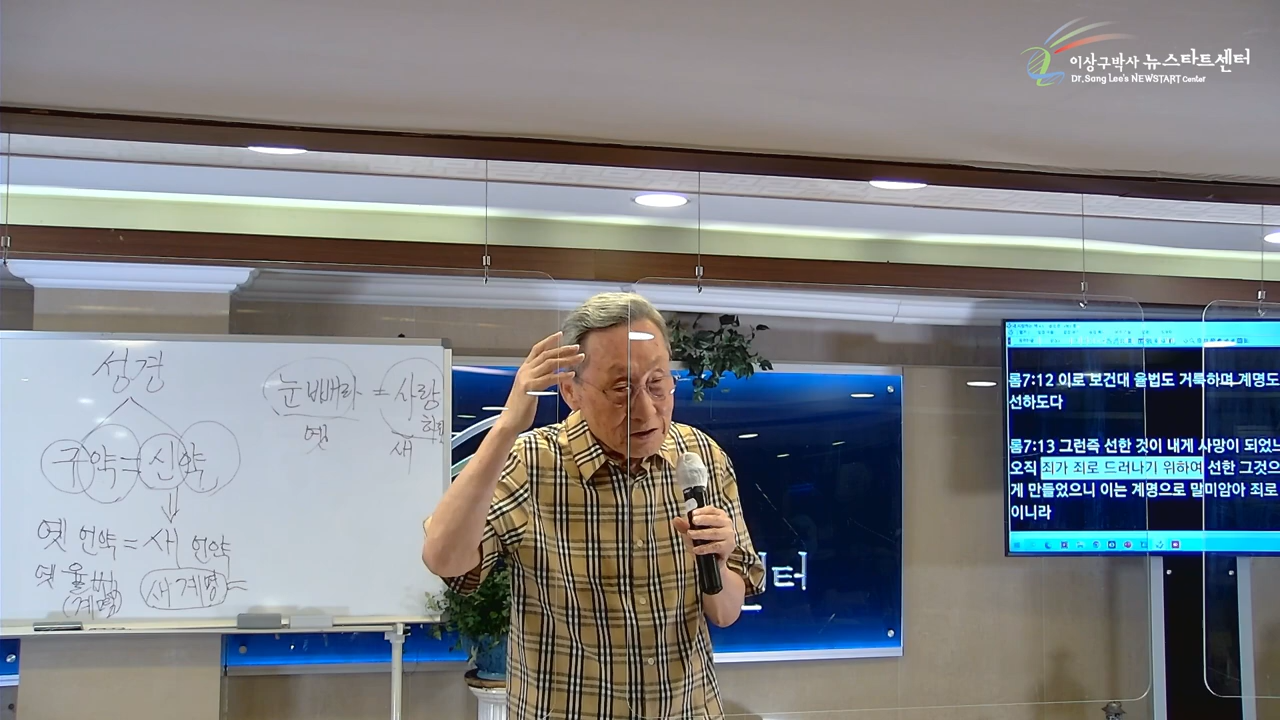 이상구박사 뉴스타트센터
Dr. Sang Lee's NEWSTART Center
성경
구약=신약
옛 언약=새 언약
옛 율법 새계명=
(계명)
눈 빼라 = 사랑
옛 새
롬7:12 이로 보건대 율법도 거룩하며 계명도
선하도다
롬7:13 그런즉 선한 것이 내게 사망이 되었느
오직 죄가 죄로 드러나기 위하여 선한 그것으
게 만들었으니 이는 계명으로 말미암아 죄로
이니라
터